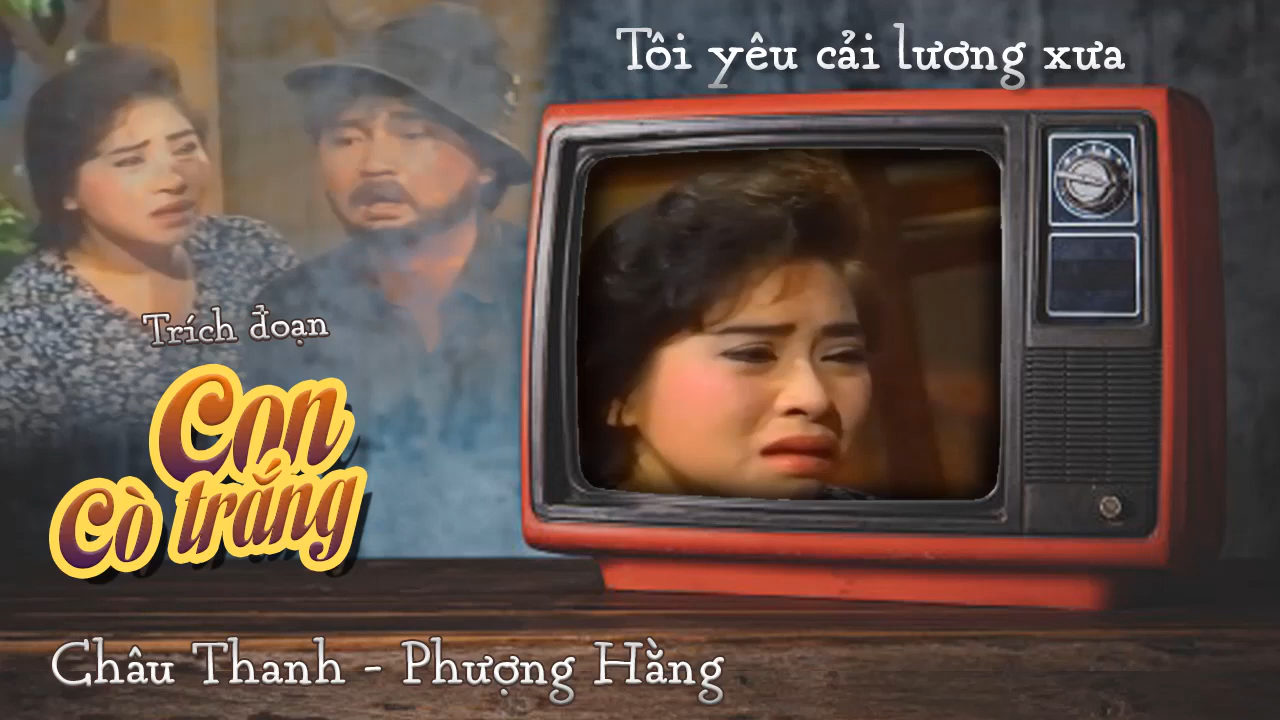 Tôi yêu cải lương xưa
Trích đoạn
Con
Cò trắng
Châu Thanh - Phượng Hằng